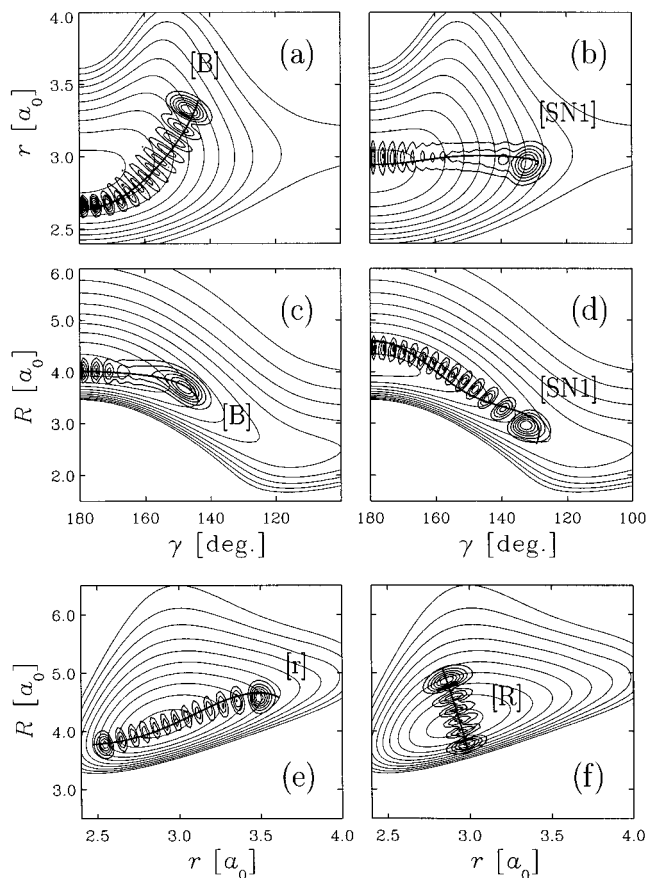 4.0
(a)
(b)
[B]
3.5
[SN1]
r [a₀]
3.0
2.5
6.0
(c)
(d)
5.0
[SN1]
R [a₀]
4.0
[B]
3.0
2.0
180 160 140 120 180 160 140 120 100
γ [deg.] γ [deg.]
6.0
[r]
5.0
[R]
R [a₀]
4.0
(e)
(f)
3.0
2.5 3.0 3.5 4.0 2.5 3.0 3.5 4.0
r [a₀] r [a₀]